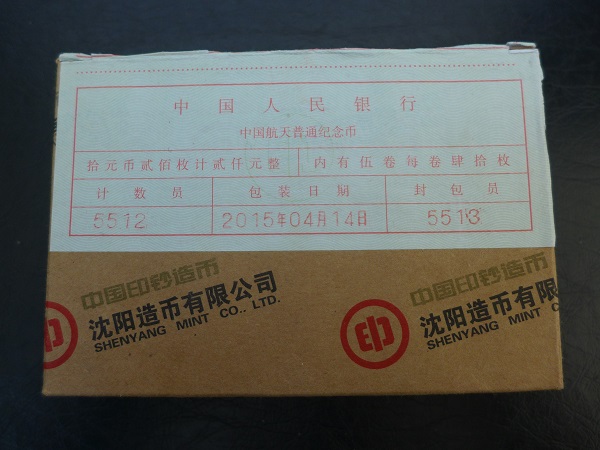 中国人民银行
中国航天普通纪念币
拾元币贰佰枚计贰仟元整 内有伍卷每卷肆拾枚
计数员 包装日期 封包员
5512 2015年04月14日 5513
中国印钞造币 中国印钞造币
沈阳造币有限公司 沈阳造币有限
SHENYANG MINT CO., LTD. SHENYANG MINT C